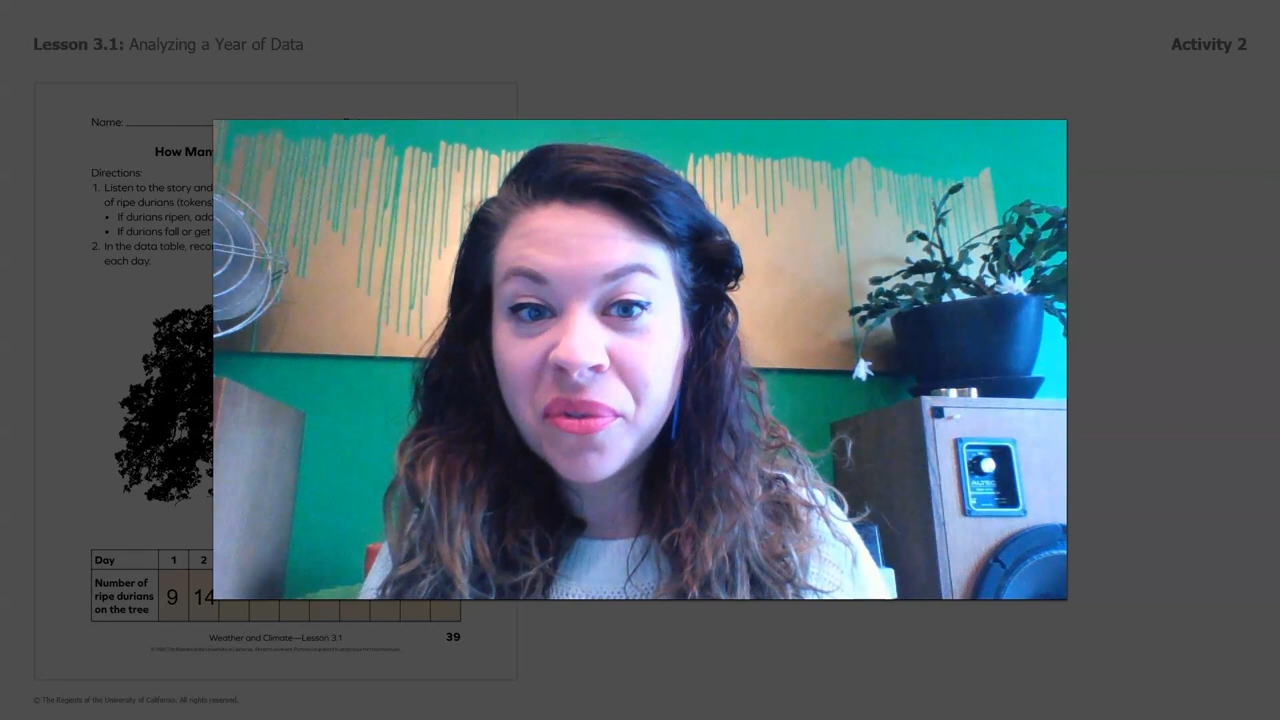 Lesson 3.1: Analyzing a Year of Data
Activity 2
Name:
How Man
Directions:
1. Listen to the story and
of ripe durians (tokens
• If durians ripen, add
• If durians fall or get
2. In the data table, reco
each day.
ALTEC
Day 1 2
Number of
ripe durians
on the tree
9 14
Weather and Climate—Lesson 3.1
39
© The Regents of the University of California. All rights reserved.